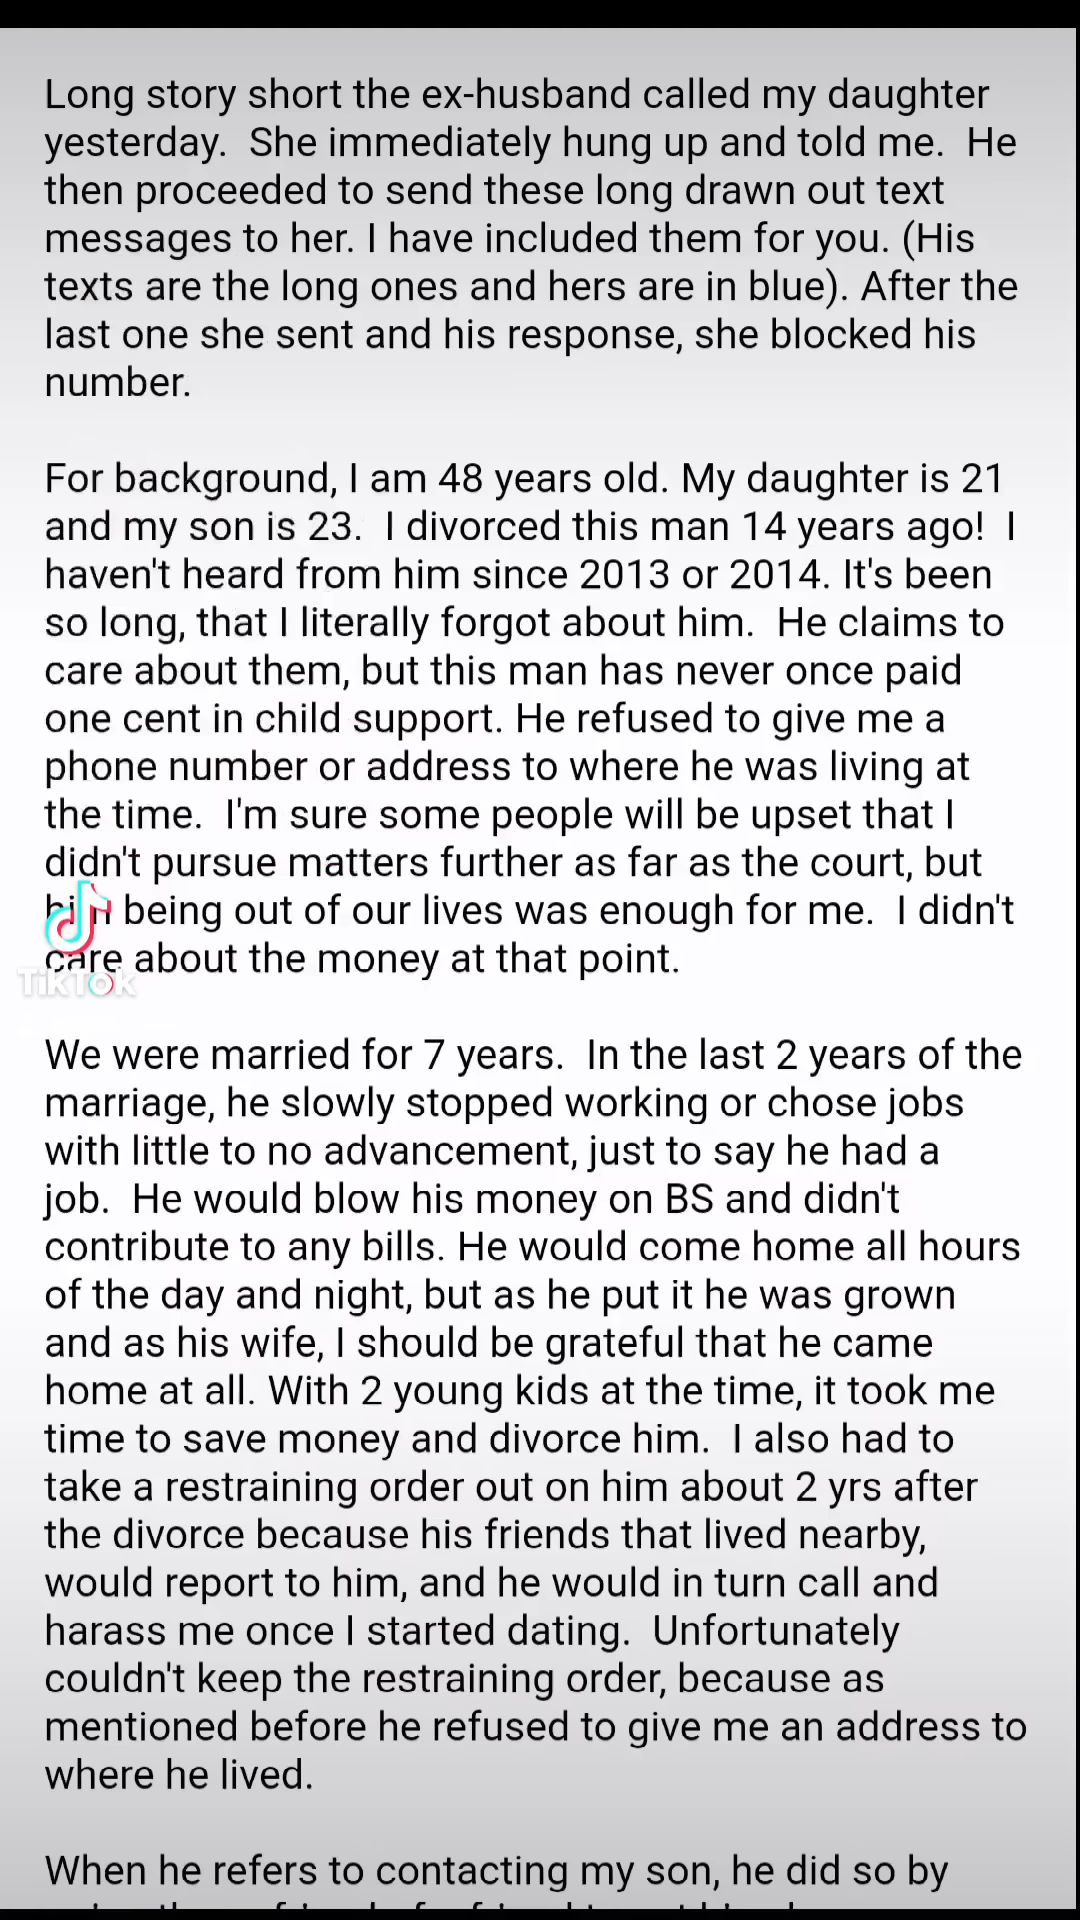 Long story short the ex-husband called my daughter
yesterday.  She immediately hung up and told me.  He
then proceeded to send these long drawn out text
messages to her. I have included them for you. (His
texts are the long ones and hers are in blue). After the
last one she sent and his response, she blocked his
number.
For background, I am 48 years old. My daughter is 21
and my son is 23.  I divorced this man 14 years ago!  I
haven't heard from him since 2013 or 2014. It's been
so long, that I literally forgot about him.  He claims to
care about them, but this man has never once paid
one cent in child support. He refused to give me a
phone number or address to where he was living at
the time.  I'm sure some people will be upset that I
didn't pursue matters further as far as the court, but
him being out of our lives was enough for me.  I didn't
care about the money at that point.
TikTok
We were married for 7 years.  In the last 2 years of the
marriage, he slowly stopped working or chose jobs
with little to no advancement, just to say he had a
job.  He would blow his money on BS and didn't
contribute to any bills. He would come home all hours
of the day and night, but as he put it he was grown
and as his wife, I should be grateful that he came
home at all. With 2 young kids at the time, it took me
time to save money and divorce him.  I also had to
take a restraining order out on him about 2 yrs after
the divorce because his friends that lived nearby,
would report to him, and he would in turn call and
harass me once I started dating.  Unfortunately
couldn't keep the restraining order, because as
mentioned before he refused to give me an address to
where he lived.
When he refers to contacting my son, he did so by